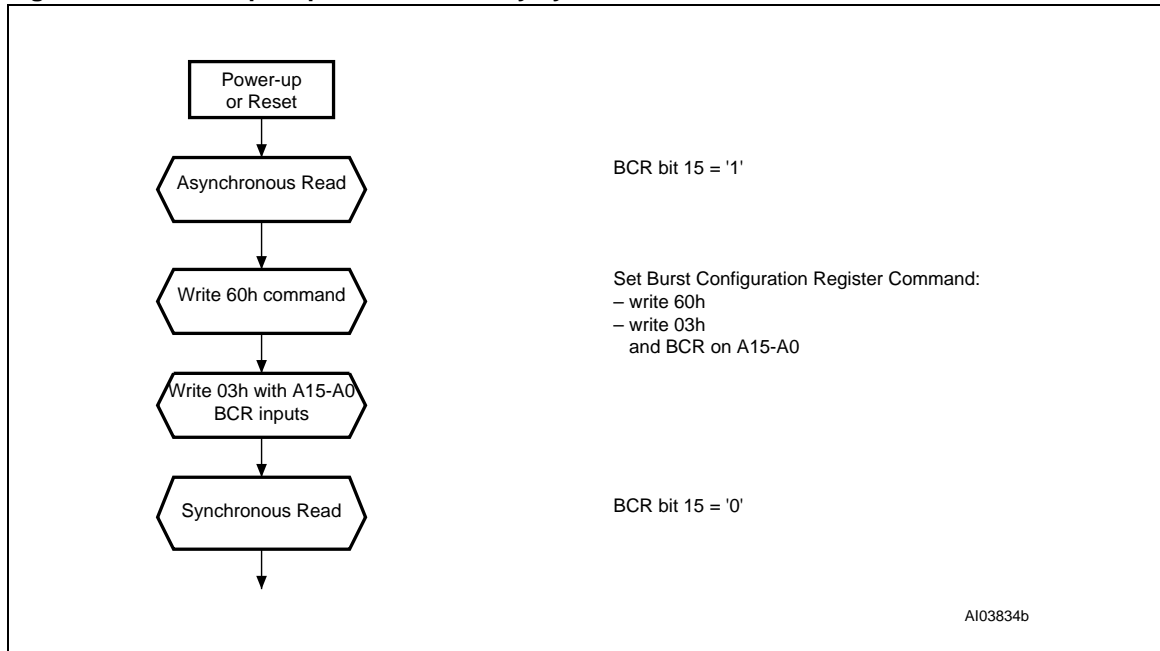 Power-up
or Reset
Asynchronous Read
BCR bit 15 = '1'
Write 60h command
Set Burst Configuration Register Command:
– write 60h
– write 03h
and BCR on A15-A0
Write 03h with A15-A0
BCR inputs
Synchronous Read
BCR bit 15 = '0'
AI03834b